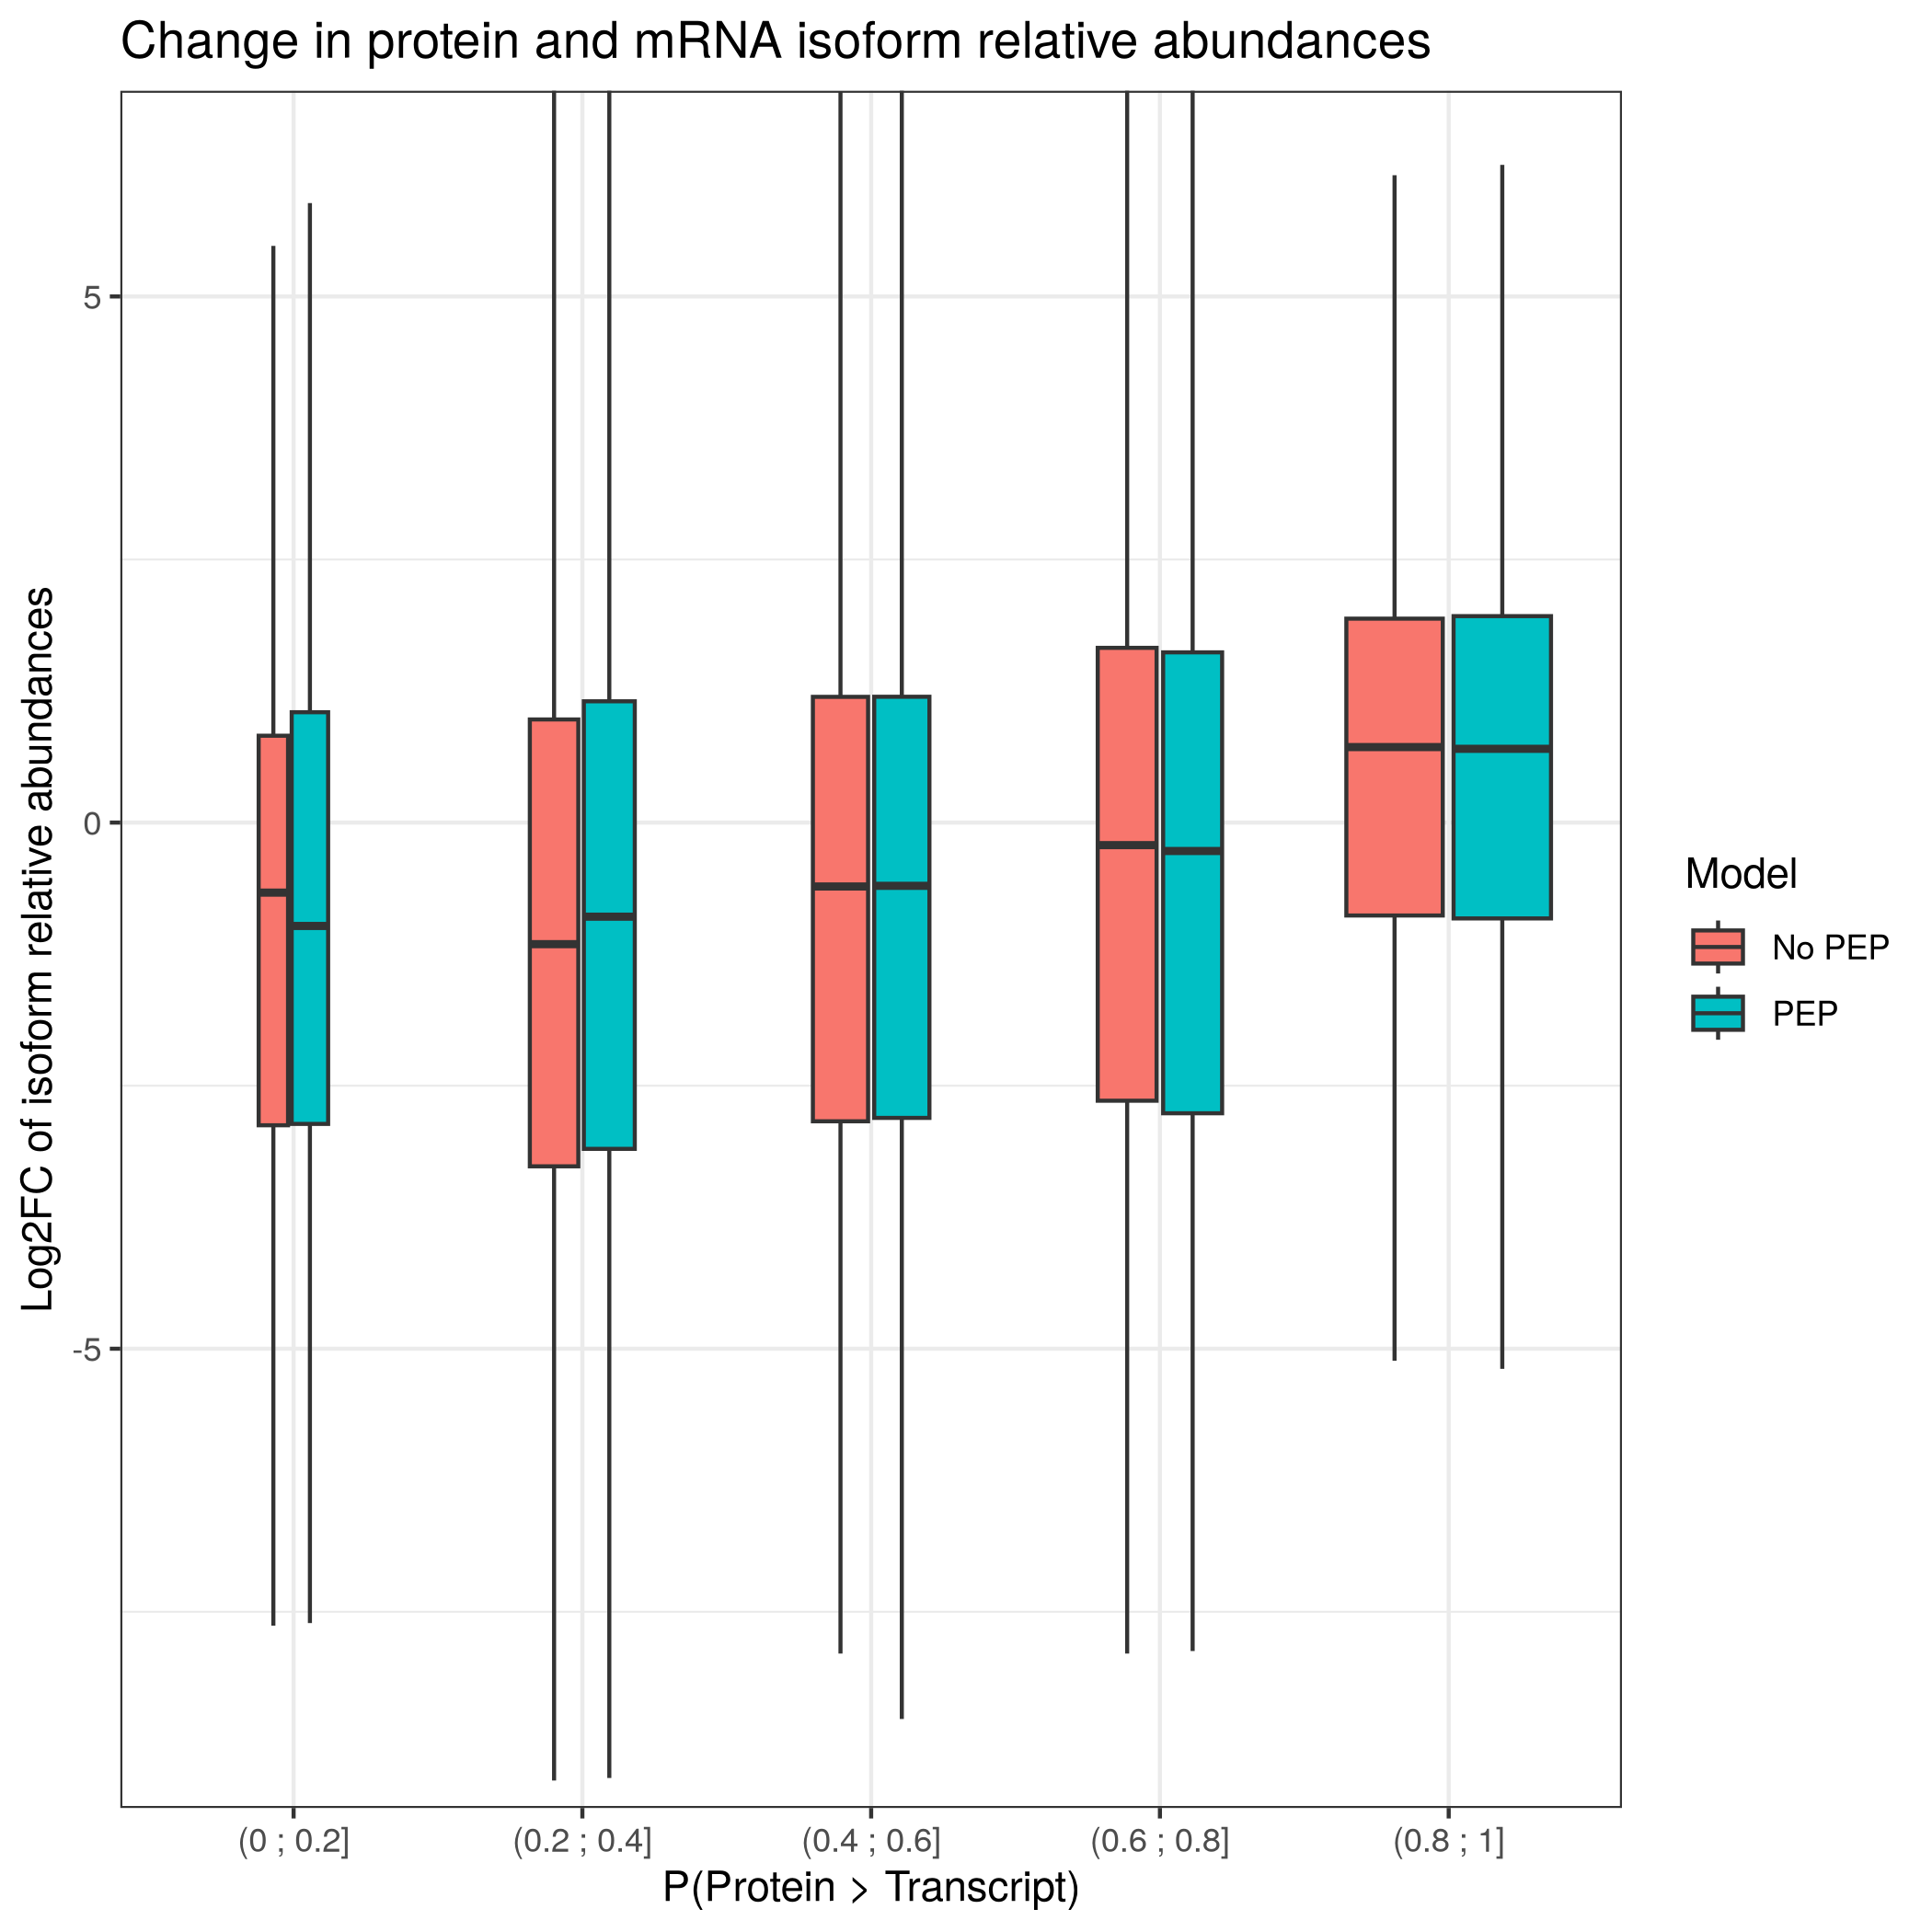 Change in protein and mRNA isoform relative abundances
Log2FC of isoform relative abundances
5
0
-5
(0 ; 0.2]
(0.2 ; 0.4]
(0.4 ; 0.6]
(0.6 ; 0.8]
(0.8 ; 1]
P(Protein > Transcript)
Model
No PEP
PEP